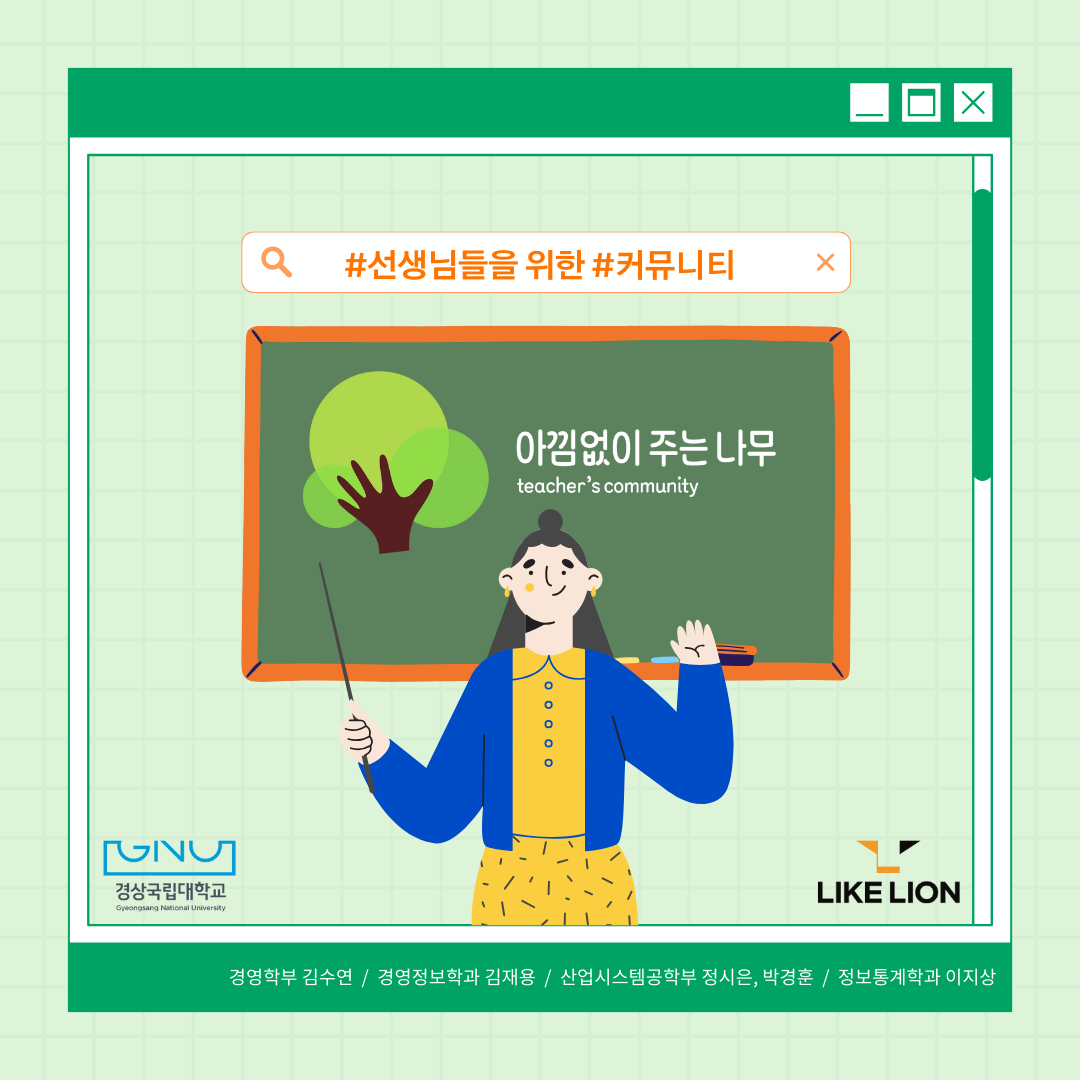 #선생님들을 위한 #커뮤니티
아낌없이 주는 나무
teacher's community
GNU
경상국립대학교
Gyeongsang National University
LIKE LION
경영학부 김수연 / 경영정보학과 김재용 / 산업시스템공학부 정시은, 박경훈 / 정보통계학과 이지상